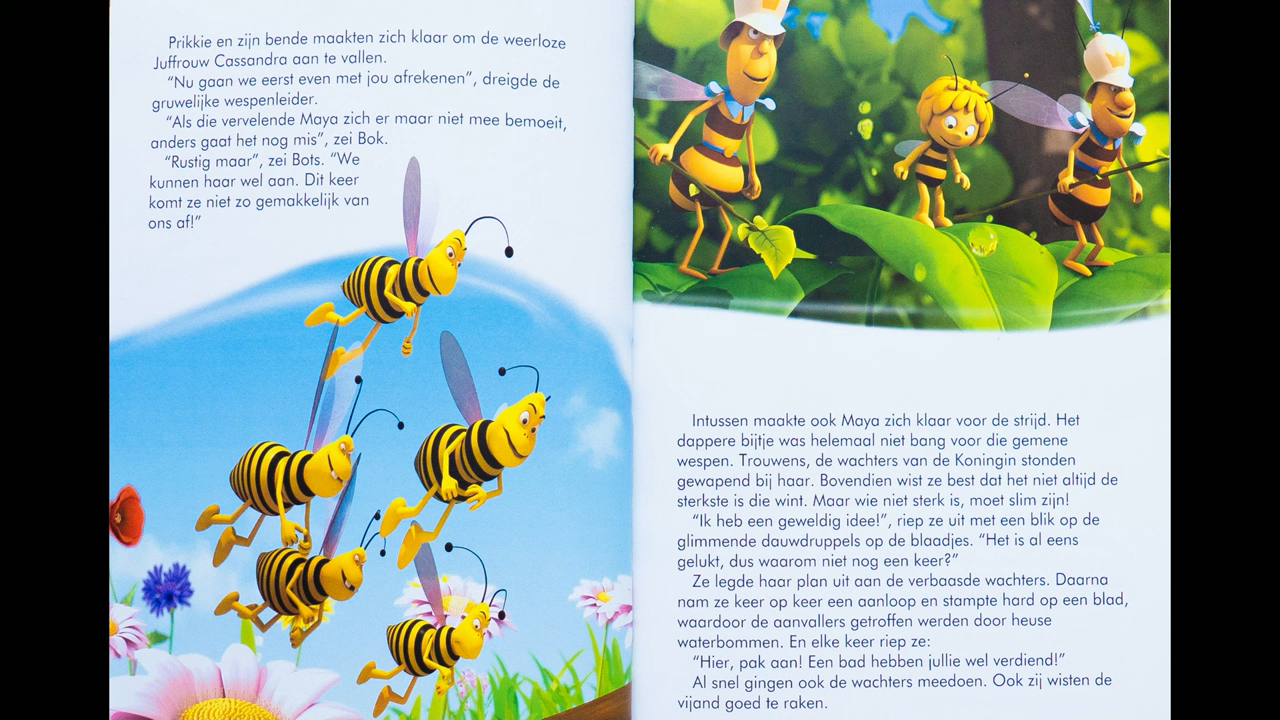 Prikkie en zijn bende maakten zich klaar om de weerloze
Juffrouw Cassandra aan te vallen.
“Nu gaan we eerst even met jou afrekenen”, dreigde de
gruwelijke wespenleider.
“Als die vervelende Maya zich er maar niet mee bemoeit,
anders gaat het nog mis”, zei Bok.
“Rustig maar”, zei Bots. “We
kunnen haar wel aan. Dit keer
komt ze niet zo gemakkelijk van
ons af!”
Intussen maakte ook Maya zich klaar voor de strijd. Het
dappere bijtje was helemaal niet bang voor die gemene
wespen. Trouwens, de wachters van de Koningin stonden
gewapend bij haar. Bovendien wist ze best dat het niet altijd de
sterkste is die wint. Maar wie niet sterk is, moet slim zijn!
“Ik heb een geweldig idee!”, riep ze uit met een blik op de
glimmende dauwdruppels op de blaadjes. “Het is al eens
gelukt, dus waarom niet nog een keer?”
Ze legde haar plan uit aan de verbaasde wachters. Daarna
nam ze keer op keer een aanloop en stampte hard op een blad,
waardoor de aanvallers getroffen werden door heuse
waterbommen. En elke keer riep ze:
“Hier, pak aan! Een bad hebben jullie wel verdiend!”
Al snel gingen ook de wachters meedoen. Ook zij wisten de
vijand goed te raken.